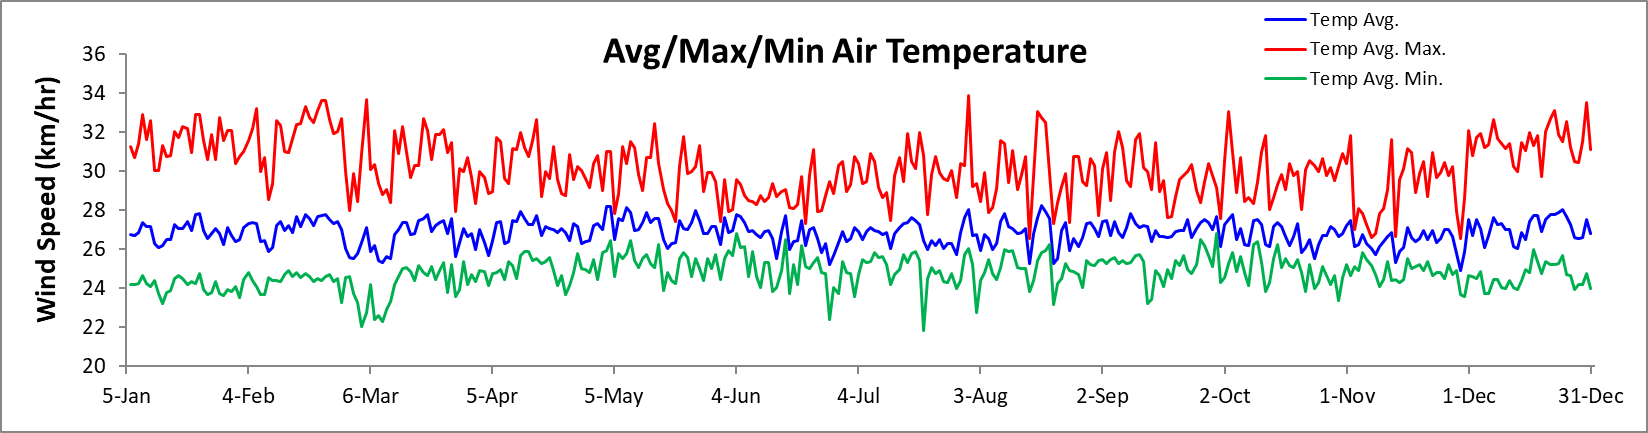 Temp Avg.
Temp Avg. Max.
Temp Avg. Min.
Avg/Max/Min Air Temperature
Wind Speed (km/hr)
36
34
32
30
28
26
24
22
20
5-Jan 4-Feb 6-Mar 5-Apr 5-May 4-Jun 4-Jul 3-Aug 2-Sep 2-Oct 1-Nov 1-Dec 31-Dec